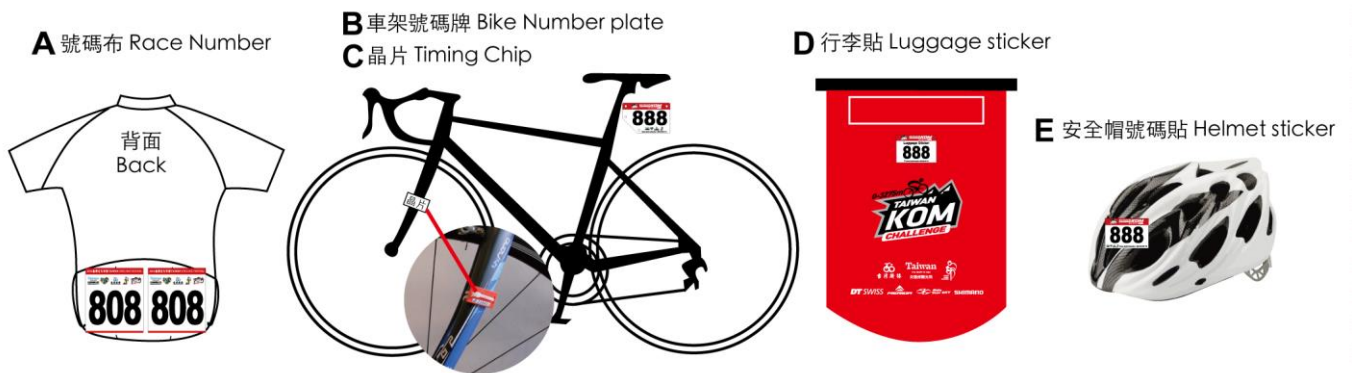 A 號碼布 Race Number
背面
Back
808 808
B 車架號碼牌 Bike Number plate
C 晶片 Timing Chip
888
晶片
D 行李貼 Luggage sticker
Luggage Sticker
888
TAIWAN
KOM
CHALLENGE
Taiwan
DT SWISS
SHIMANO
E 安全帽號碼貼 Helmet sticker
888